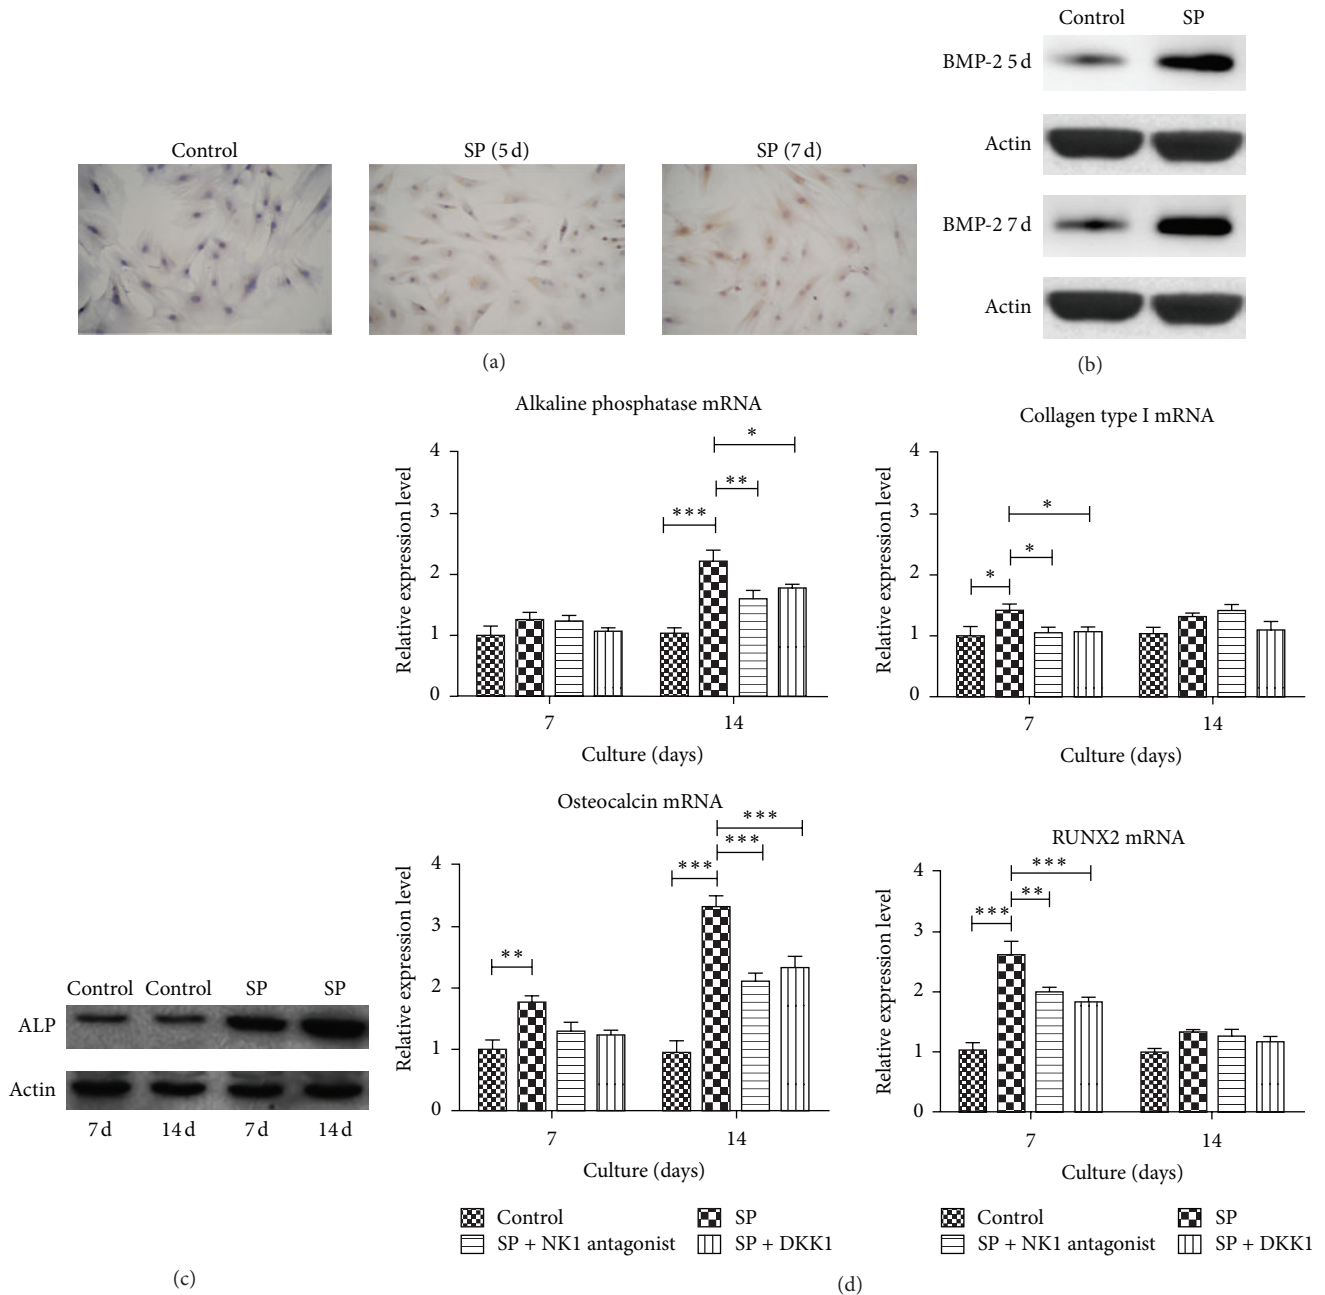 Control SP
BMP-2 5 d
Actin
BMP-2 7 d
Actin
(b)
Control SP (5 d) SP (7 d)
(a)
Alkaline phosphatase mRNA
Relative expression level
4
3
2
1
0
*
**
***
7 14
Culture (days)
Collagen type I mRNA
Relative expression level
4
3
2
1
0
*
*
*
7 14
Culture (days)
Control Control SP SP
ALP
Actin
7 d 14 d 7 d 14 d
(c)
Osteocalcin mRNA
Relative expression level
4
3
2
1
0
**
***
***
***
7 14
Culture (days)
Control SP
SP + NK1 antagonist SP + DKK1
RUNX2 mRNA
Relative expression level
4
3
2
1
0
***
**
***
7 14
Culture (days)
Control SP
SP + NK1 antagonist SP + DKK1
(d)